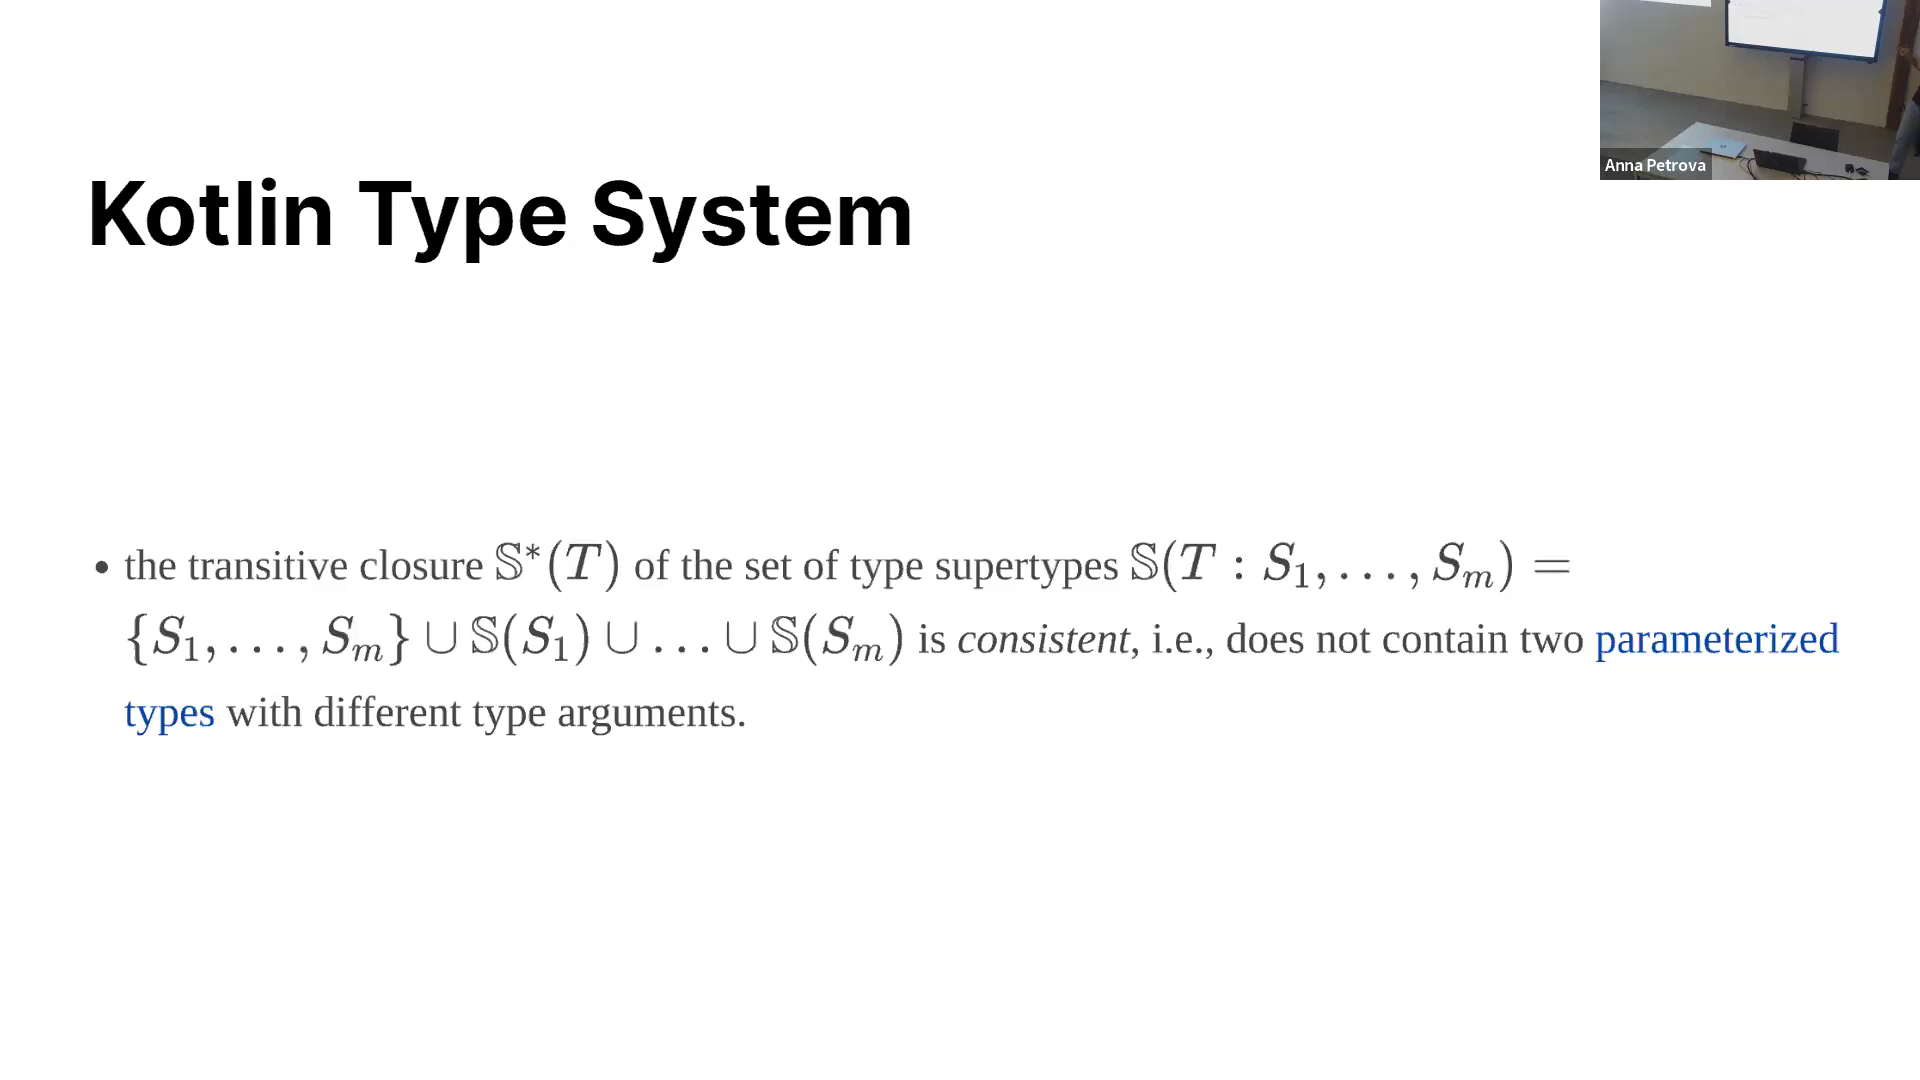 Kotlin Type System
• the transitive closure 𝕊*(T) of the set of type supertypes 𝕊(T : S₁, . . . , Sₘ) =
{S₁, . . . , Sₘ} ∪ 𝕊(S₁) ∪ . . . ∪ 𝕊(Sₘ) is consistent, i.e., does not contain two parameterized
types with different type arguments.
Anna Petrova